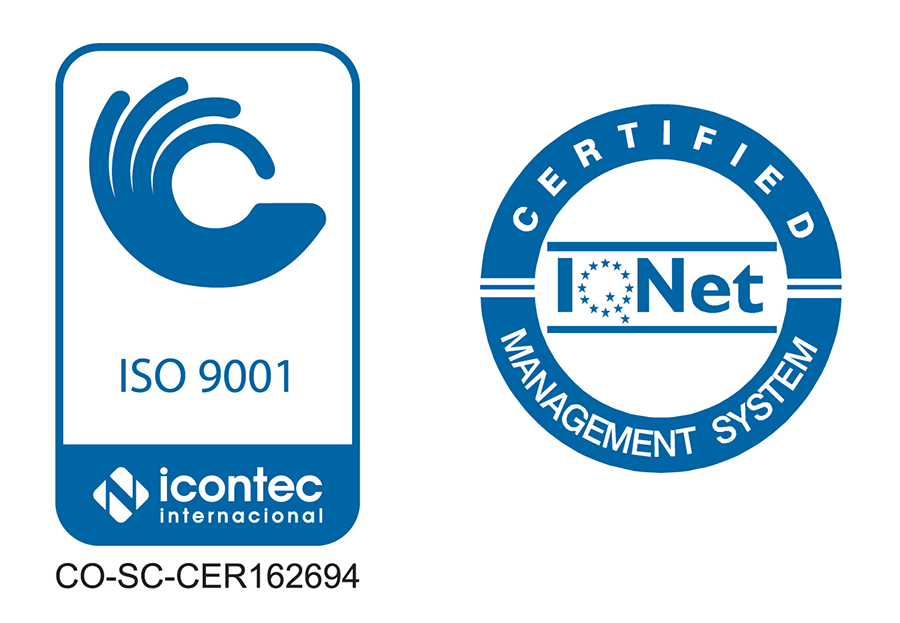 ISO 9001
icontec
internacional
CO-SC-CER162694
CERTIFIED
IQNet
MANAGEMENT SYSTEM